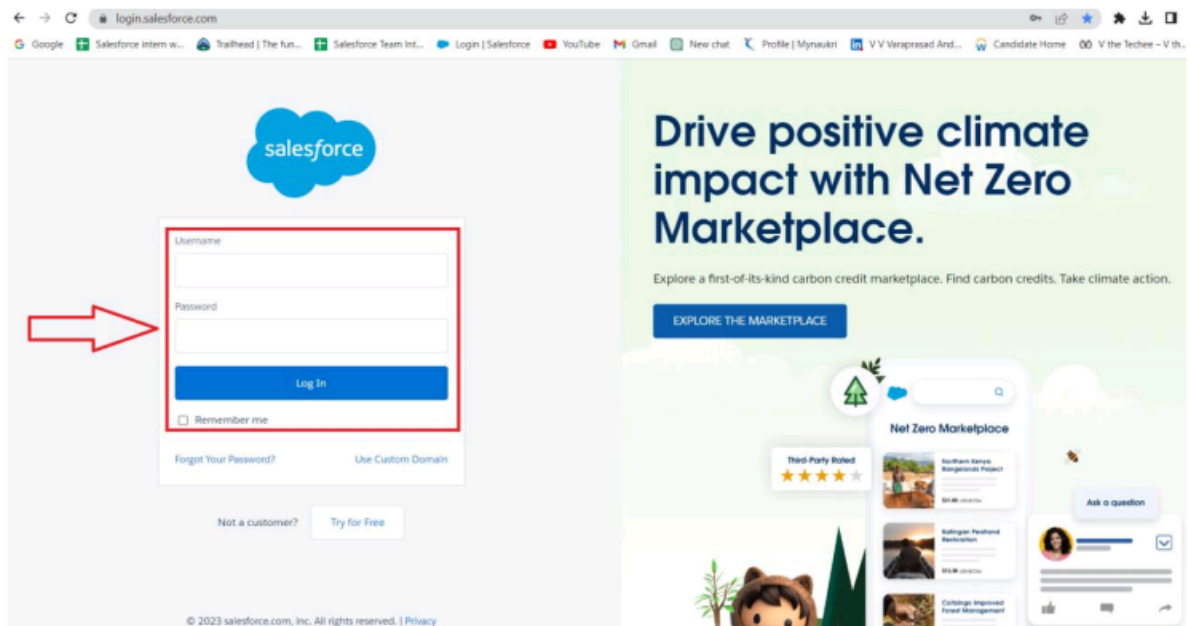 login.salesforce.com
Google
Salesforce intern w...
Trailhead | The fun...
Salesforce Team Int...
Login | Salesforce
YouTube
Gmail
New chat
Profile | Mynaukri
V V Veraprasad And...
Candidate Home
V the Techee – V th...
salesforce
Username
Password
Log In
Remember me
Forgot Your Password?
Use Custom Domain
Not a customer?
Try for Free
© 2023 salesforce.com, inc. All rights reserved. | Privacy
Drive positive climate
impact with Net Zero
Marketplace.
Explore a first-of-its-kind carbon credit marketplace. Find carbon credits. Take climate action.
EXPLORE THE MARKETPLACE
Net Zero Marketplace
Third-Party Rated
Northern Kenya
Rangelands Project
Katingan Peatland
Restoration
Ask a question
Improved
Forest Management